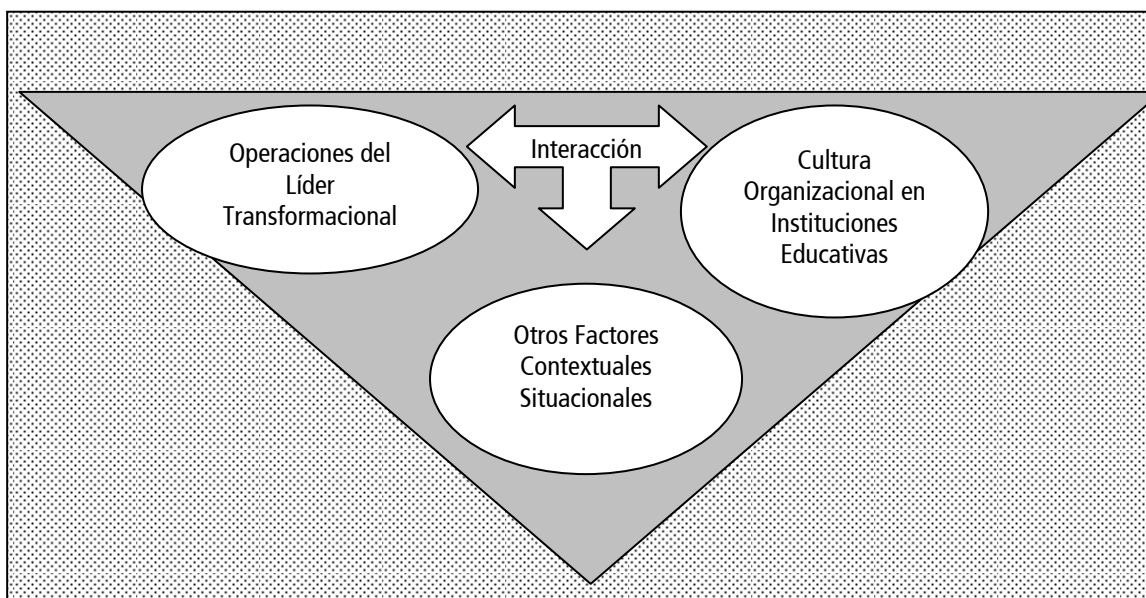 Operaciones del
Líder
Transformacional
Interacción
Cultura
Organizacional en
Instituciones
Educativas
Otros Factores
Contextuales
Situacionales